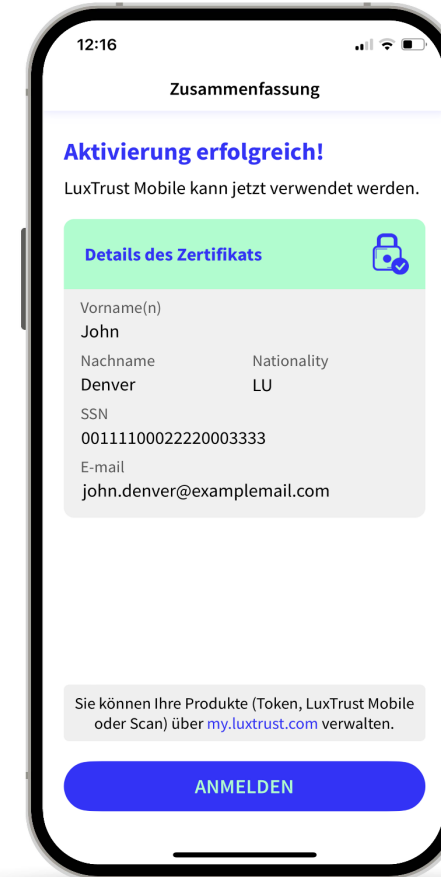 12:16
Zusammenfassung
Aktivierung erfolgreich!
LuxTrust Mobile kann jetzt verwendet werden.
Details des Zertifikats
Vorname(n)
John
Nachname Nationality
Denver LU
SSN
00111100022220003333
E-mail
john.denver@examplemail.com
Sie können Ihre Produkte (Token, LuxTrust Mobile
oder Scan) über my.luxtrust.com verwalten.
ANMELDEN